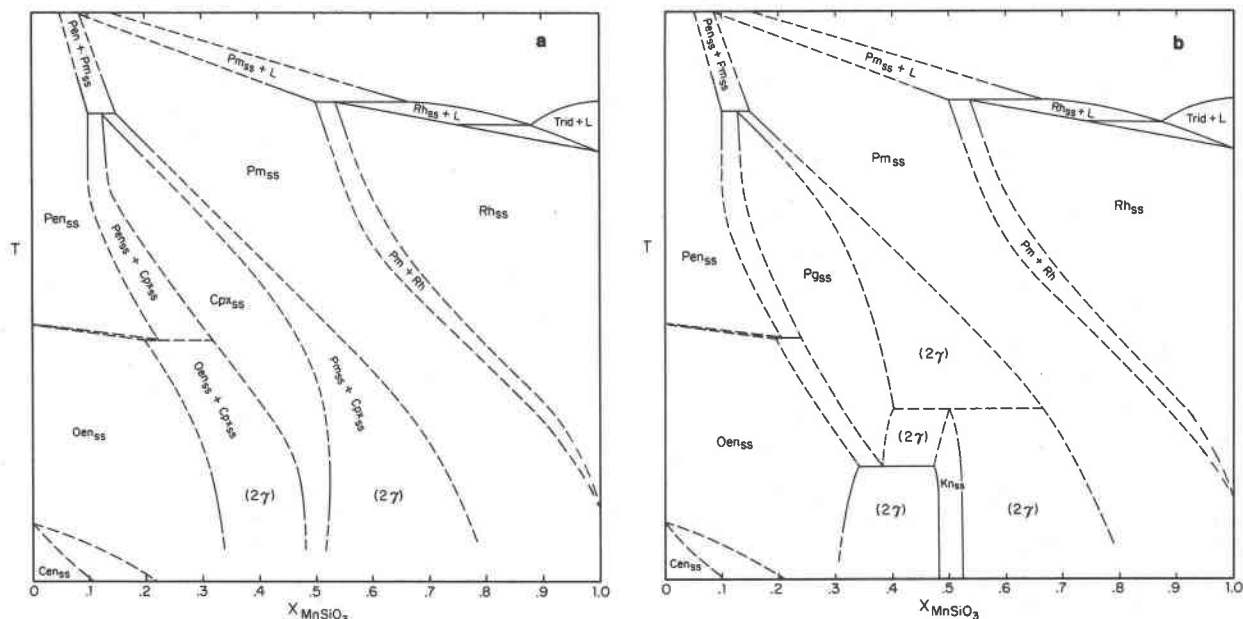 a
Pen + Pmss
Pmss + L
Rhss + L
Trid + L
Pmss
Rhss
Penss
T
Penss + Cpxss
Pm + Rh
Cpxss
Oenss + Cpxss
Pmss + Cpxss
Oenss
(2γ)
(2γ)
Censs
0 .1 .2 .3 .4 .5 .6 .7 .8 .9 1.0
X MnSiO3
b
Penss + Pmss
Pmss + L
Rhss + L
Trid + L
Pmss
Rhss
Penss
T
Pm + Rh
Pgss
(2γ)
Oenss
(2γ)
Knss
(2γ)
(2γ)
Censs
0 .1 .2 .3 .4 .5 .6 .7 .8 .9 1.0
X MnSiO3